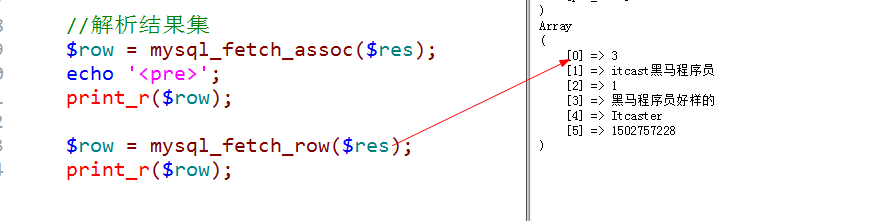 //解析结果集
$row = mysql_fetch_assoc($res);
echo '<pre>';
print_r($row);
$row = mysql_fetch_row($res);
print_r($row);
)
Array
(
[0] => 3
[1] => itcast黑马程序员
[2] => 1
[3] => 黑马程序员好样的
[4] => Itcaster
[5] => 1502757228
)